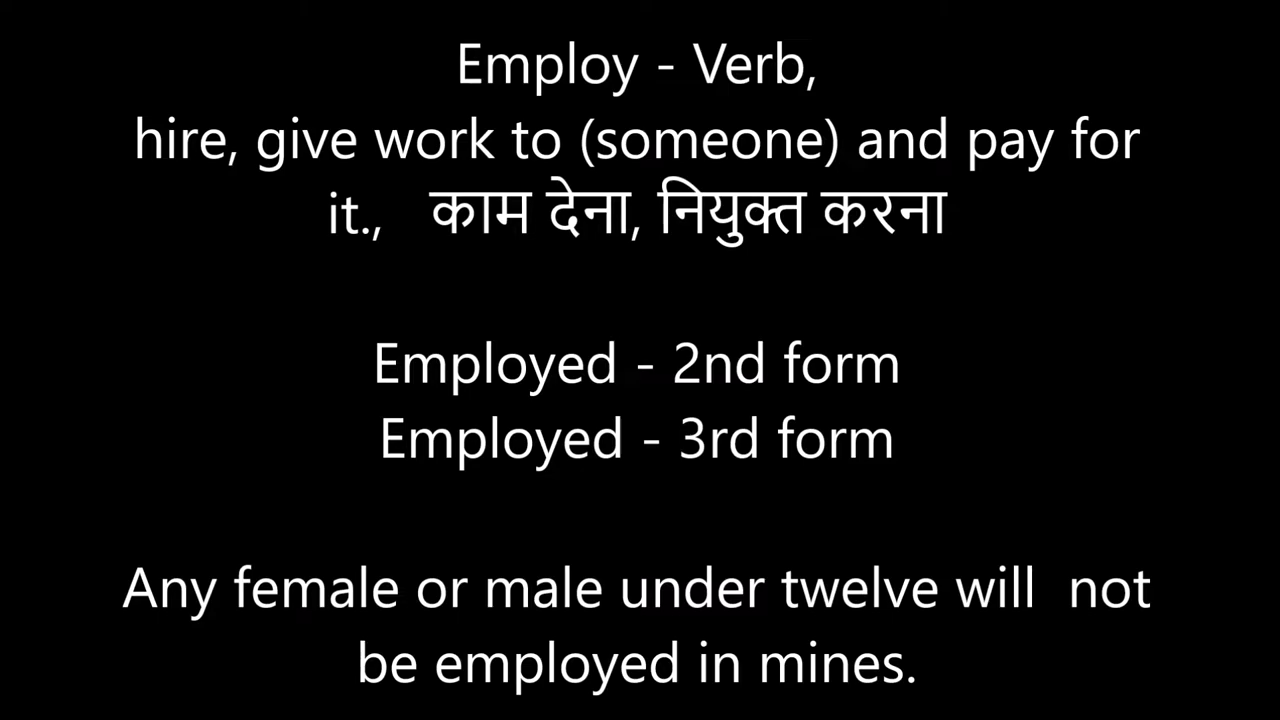 Employ - Verb,
hire, give work to (someone) and pay for
it., काम देना, नियुक्त करना
Employed - 2nd form
Employed - 3rd form
Any female or male under twelve will not
be employed in mines.